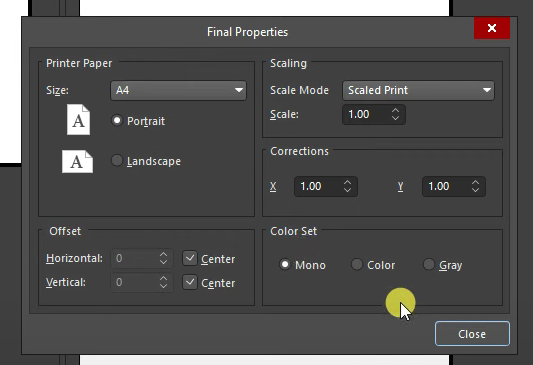 Final Properties
Printer Paper
Size: A4
A Portrait
A Landscape
Scaling
Scale Mode Scaled Print
Scale: 1.00
Corrections
X 1.00 Y 1.00
Offset
Horizontal: 0 Center
Vertical: 0 Center
Color Set
Mono Color Gray
Close